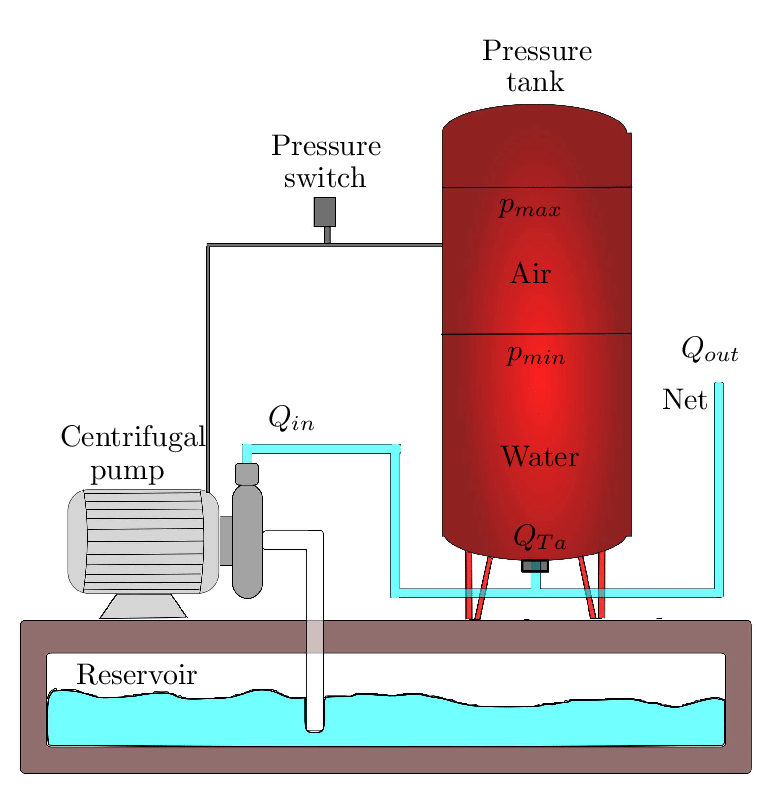 Pressure
tank
Pressure
switch
p_max
Air
Q_out
p_min
Net
Q_in
Centrifugal
pump
Water
Q_Ta
Reservoir